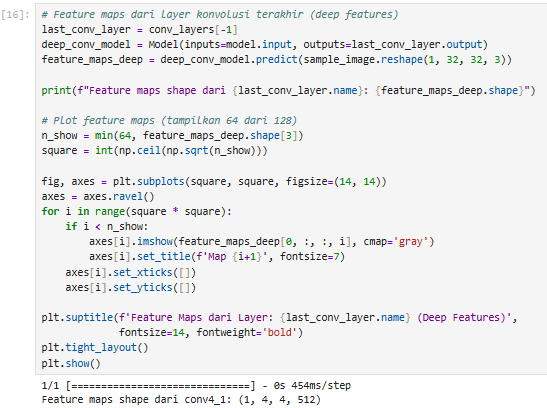 [16]: # Feature maps dari layer konvolusi terakhir (deep features)
last_conv_layer = conv_layers[-1]
deep_conv_model = Model(inputs=model.input, outputs=last_conv_layer.output)
feature_maps_deep = deep_conv_model.predict(sample_image.reshape(1, 32, 32, 3))

print(f"Feature maps shape dari {last_conv_layer.name}: {feature_maps_deep.shape}")

# Plot feature maps (tampilkan 64 dari 128)
n_show = min(64, feature_maps_deep.shape[3])
square = int(np.ceil(np.sqrt(n_show)))

fig, axes = plt.subplots(square, square, figsize=(14, 14))
axes = axes.ravel()
for i in range(square * square):
    if i < n_show:
        axes[i].imshow(feature_maps_deep[0, :, :, i], cmap='gray')
        axes[i].set_title(f'Map {i+1}', fontsize=7)
    axes[i].set_xticks([])
    axes[i].set_yticks([])

plt.suptitle(f'Feature Maps dari Layer: {last_conv_layer.name} (Deep Features)',
             fontsize=14, fontweight='bold')
plt.tight_layout()
plt.show()
1/1 [==============================] - 0s 454ms/step
Feature maps shape dari conv4_1: (1, 4, 4, 512)